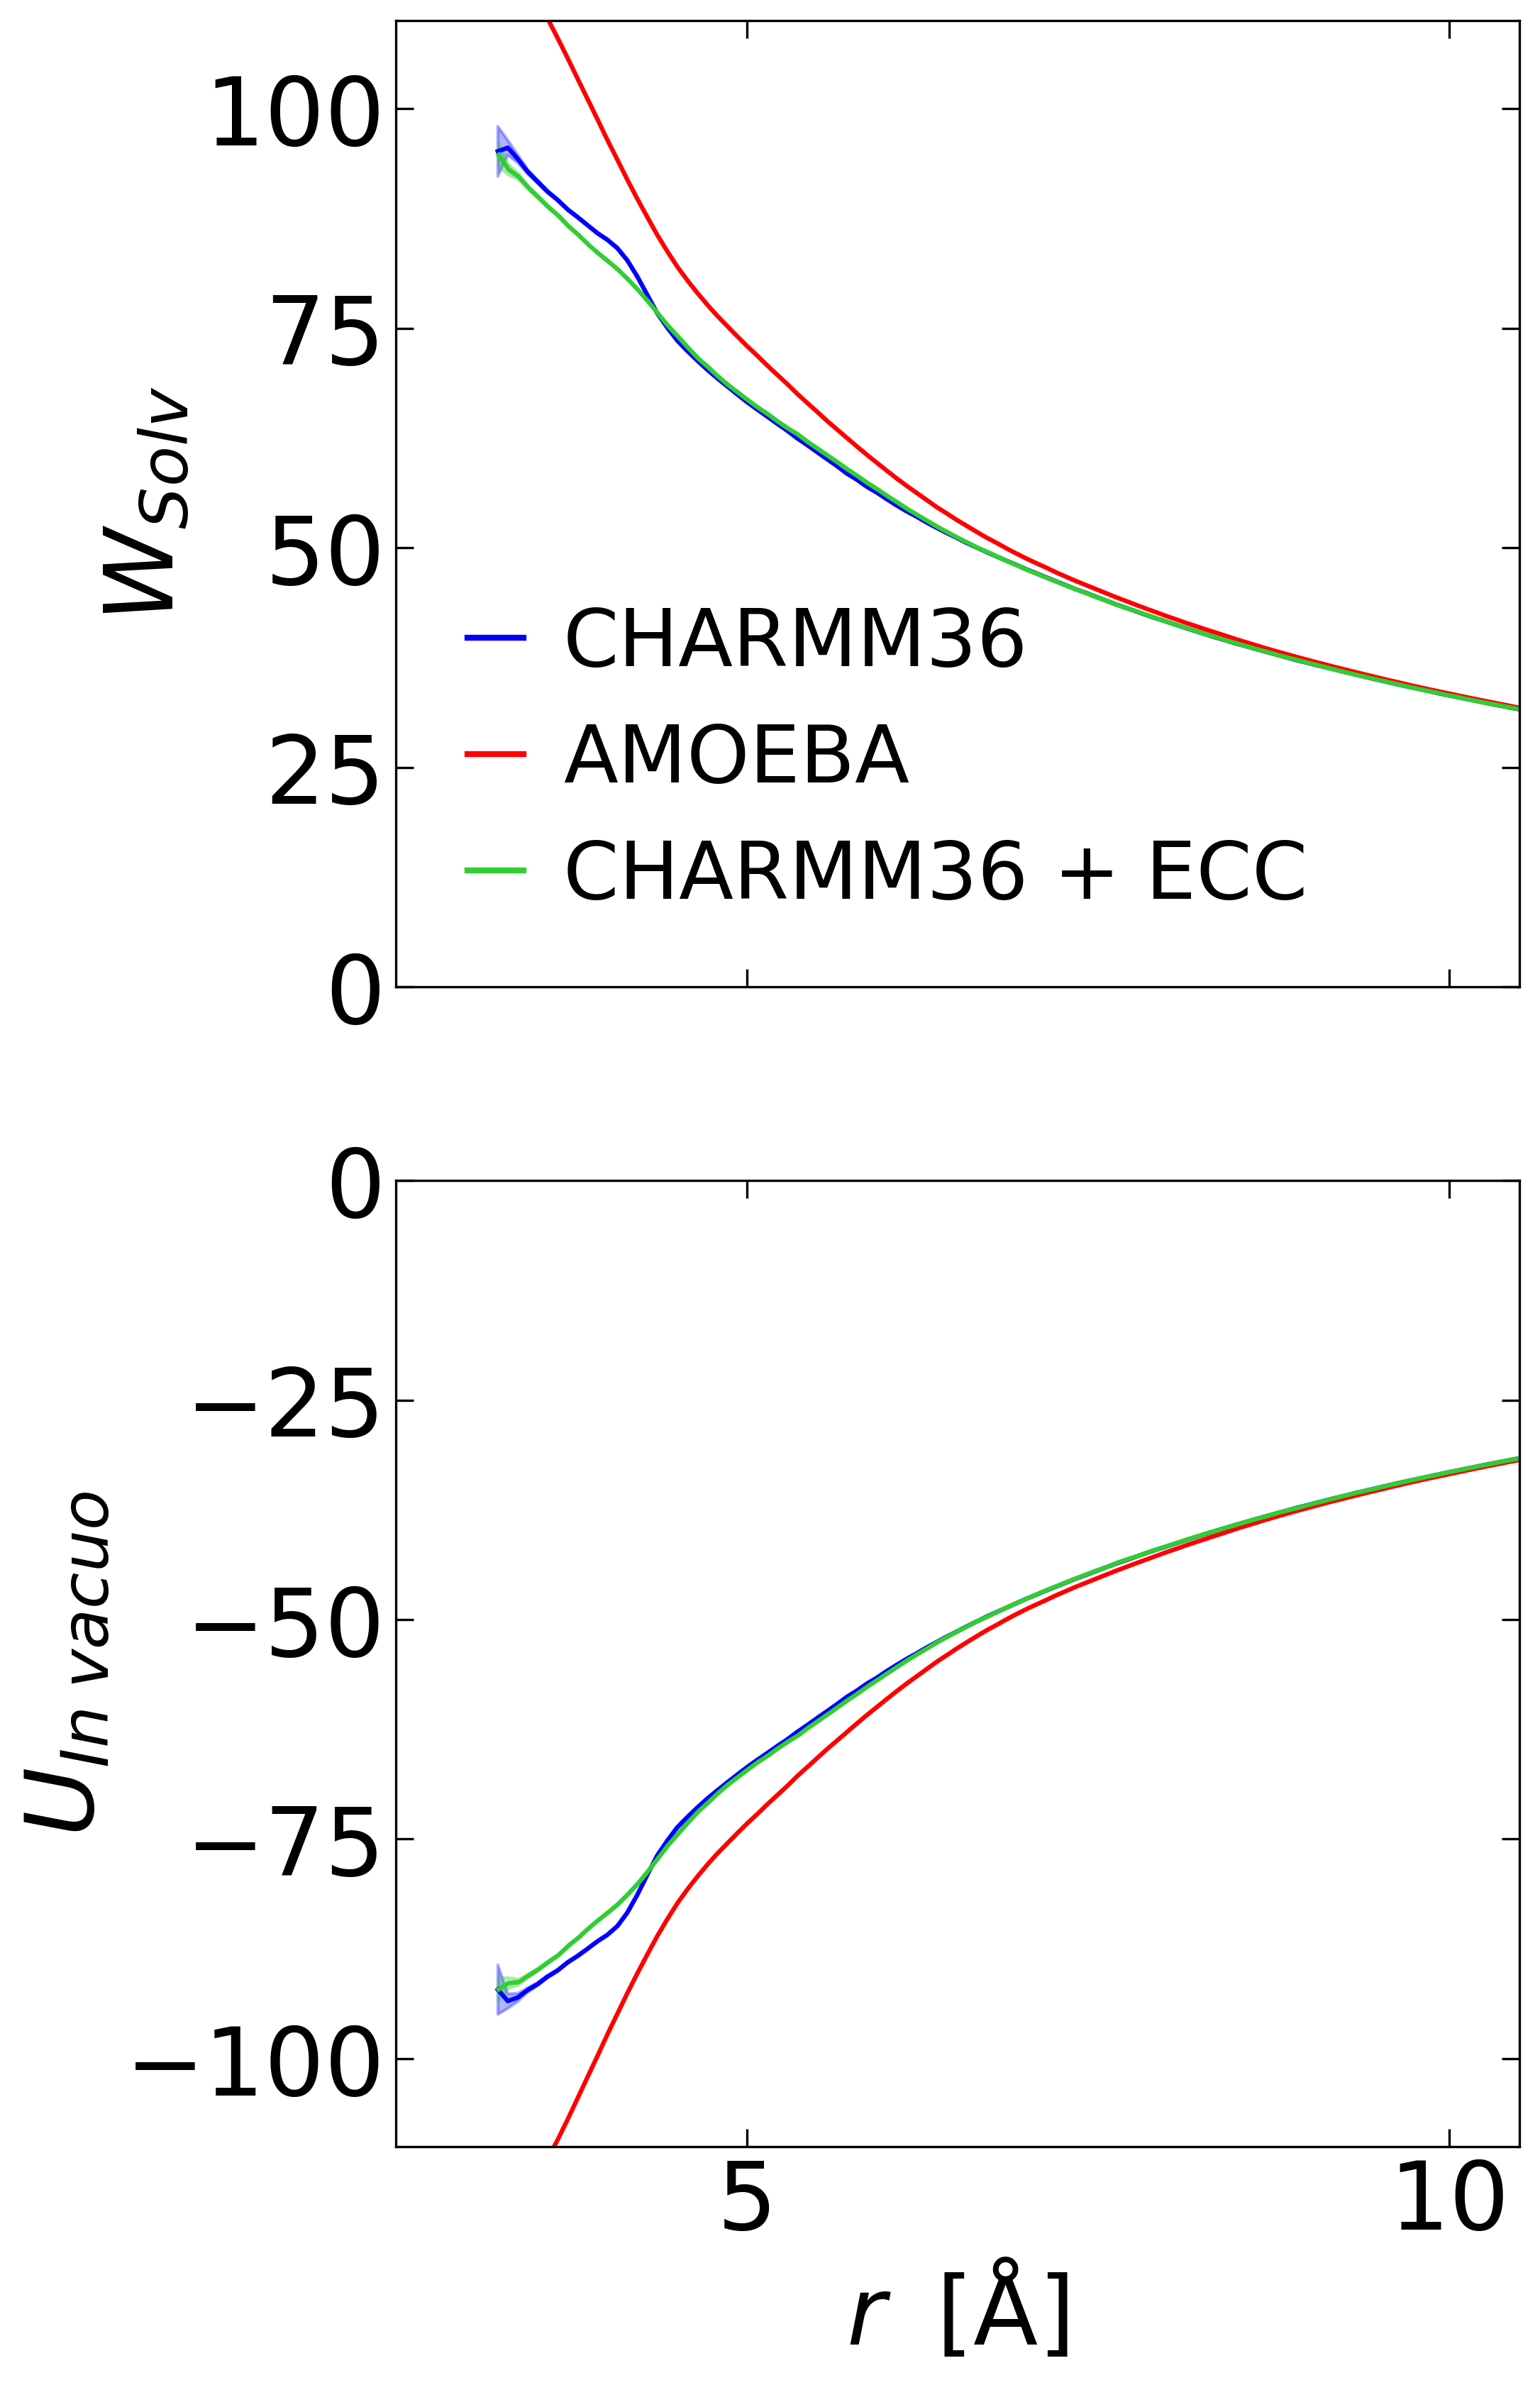 100
75
50
25
0
W_Solv
CHARMM36
AMOEBA
CHARMM36 + ECC
0
−25
−50
−75
−100
U_In vacuo
5
10
r [Å]